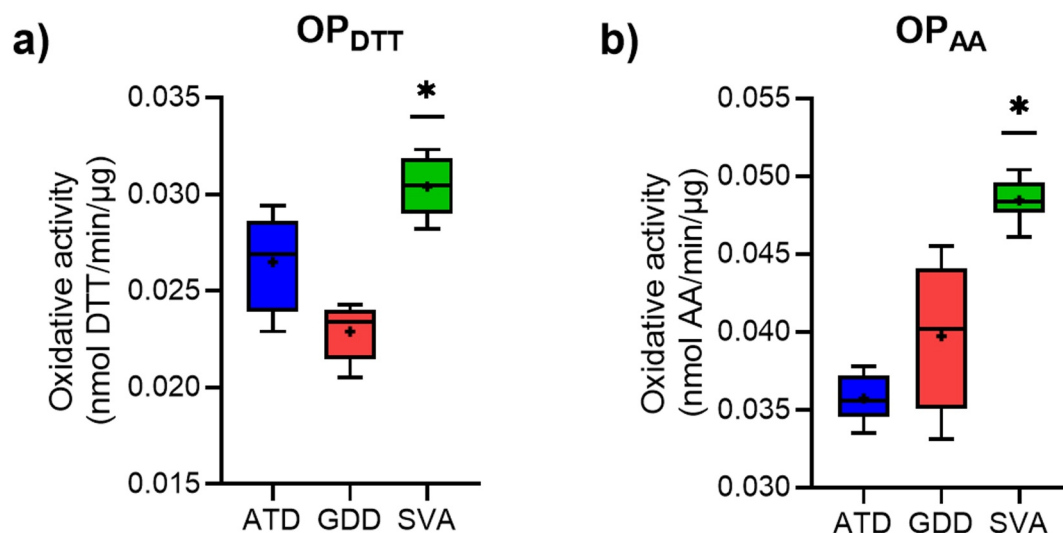 a)
OP_DTT
Oxidative activity
(nmol DTT/min/µg)
0.035
0.030
0.025
0.020
0.015
*
ATD GDD SVA
b)
OP_AA
Oxidative activity
(nmol AA/min/µg)
0.055
0.050
0.045
0.040
0.035
0.030
*
ATD GDD SVA